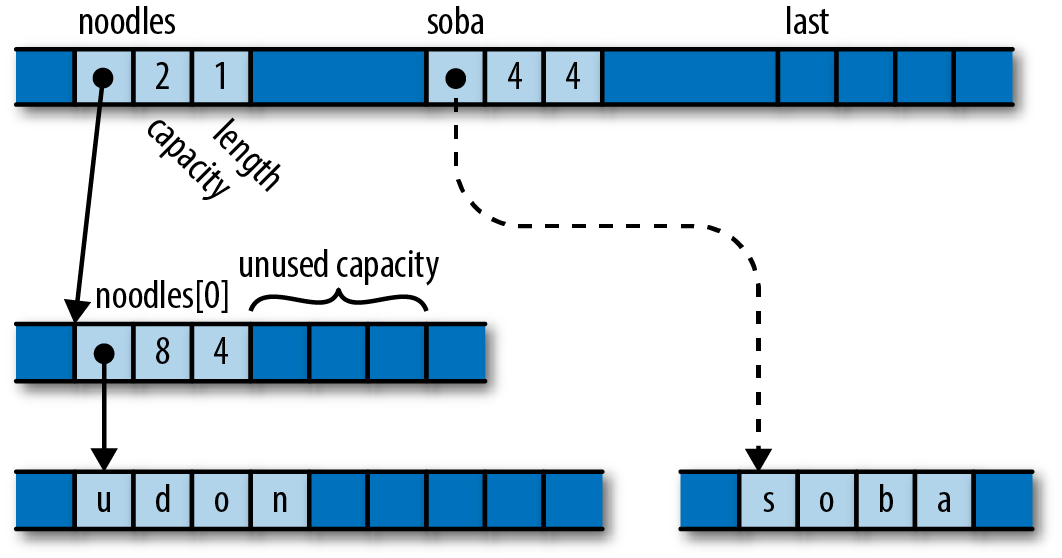 noodles soba last
2 1 4 4
capacity length
unused capacity
noodles[0]
8 4
u d o n s o b a